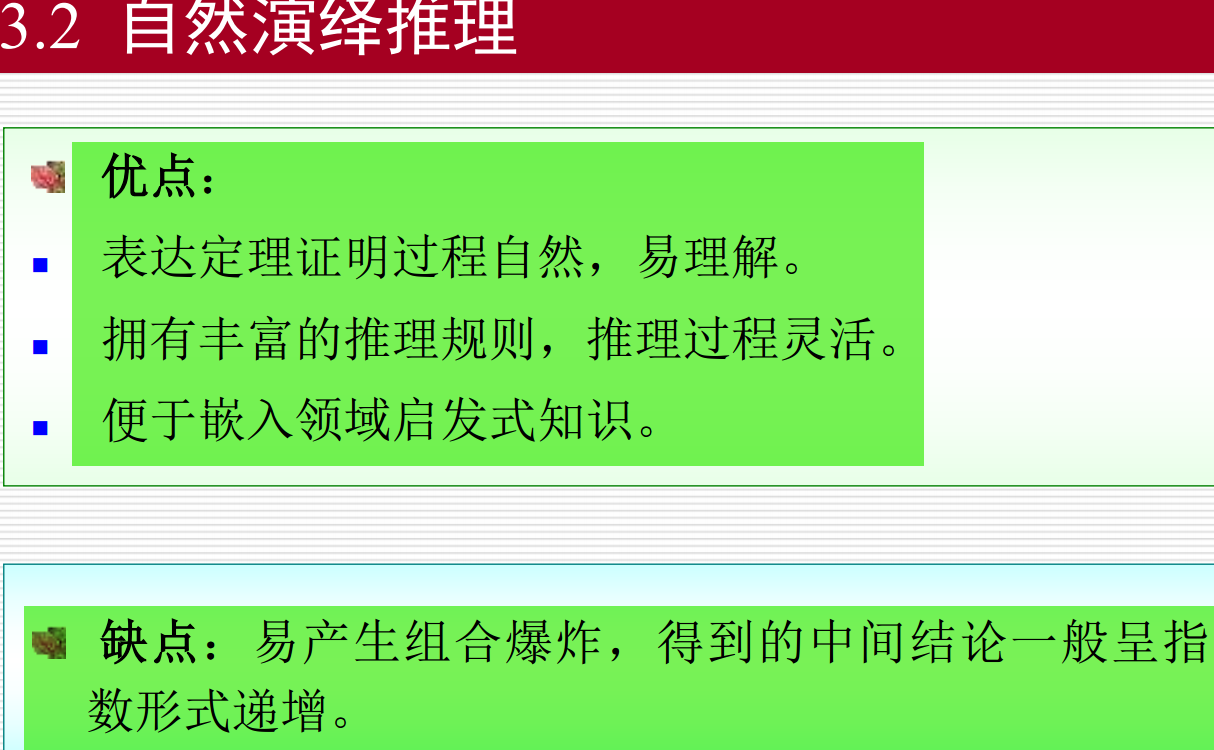 3.2 自然演绎推理
优点：
表达定理证明过程自然，易理解。
拥有丰富的推理规则，推理过程灵活。
便于嵌入领域启发式知识。
缺点：易产生组合爆炸，得到的中间结论一般呈指
数形式递增。